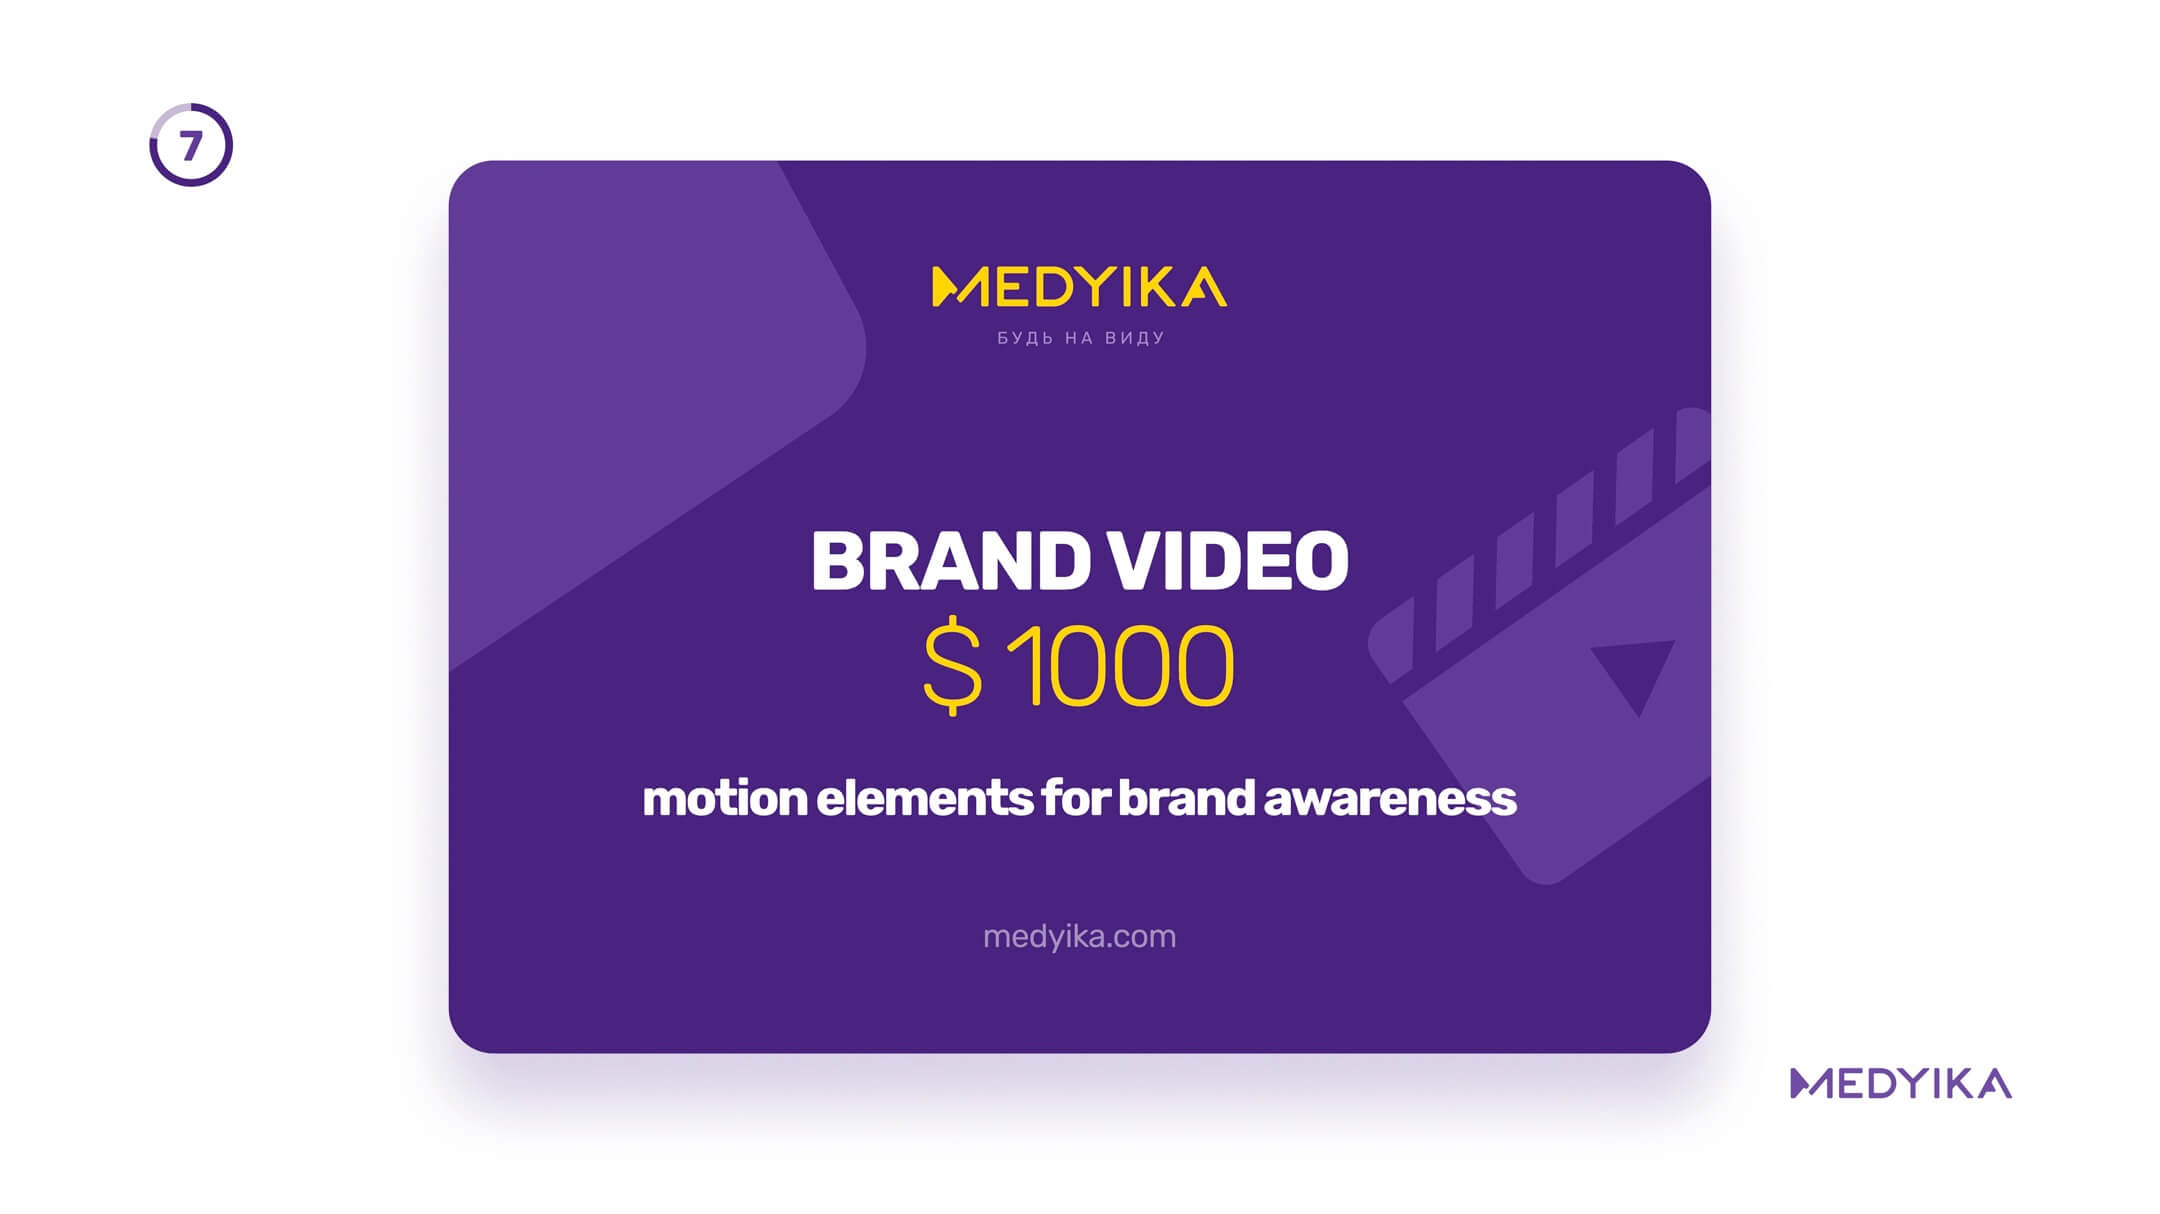 7
MEDYIKA
БУДЬ НА ВИДУ
BRAND VIDEO
$ 1000
motion elements for brand awareness
medyika.com
MEDYIKA